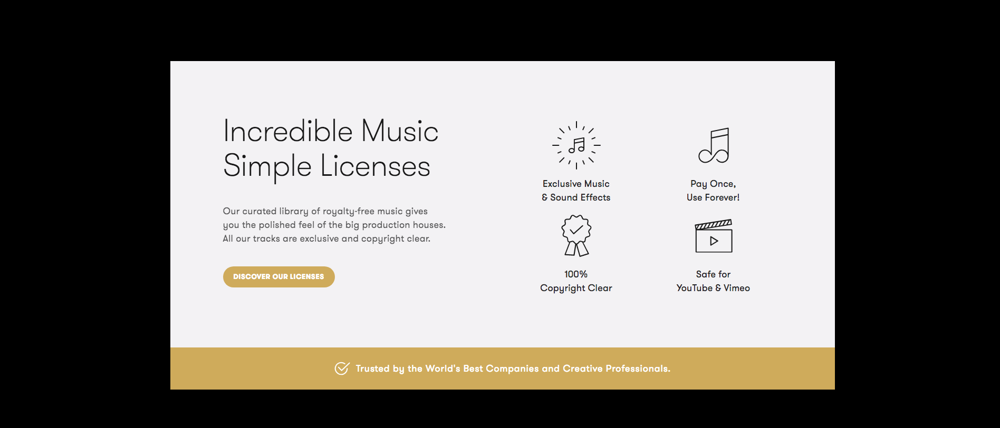 Incredible Music
Simple Licenses
Our curated library of royalty-free music gives
you the polished feel of the big production houses.
All our tracks are exclusive and copyright clear.
DISCOVER OUR LICENSES
Exclusive Music
& Sound Effects
Pay Once,
Use Forever!
100%
Copyright Clear
Safe for
YouTube & Vimeo
Trusted by the World's Best Companies and Creative Professionals.